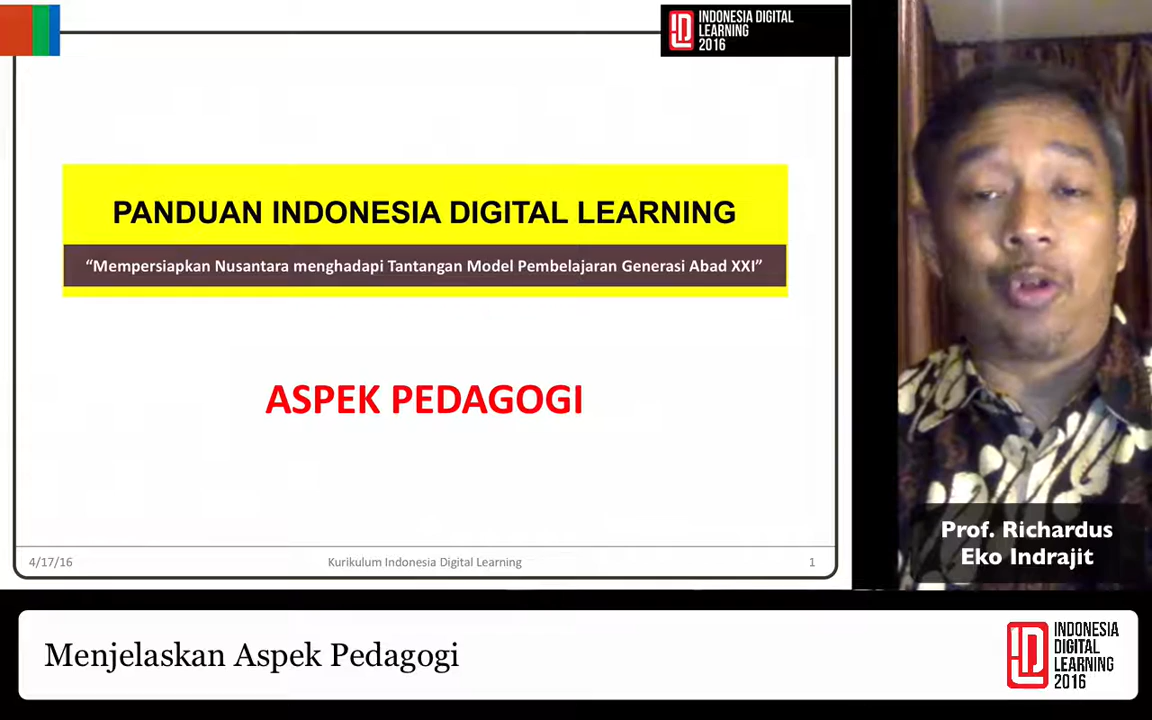 INDONESIA DIGITAL
LEARNING
2016
PANDUAN INDONESIA DIGITAL LEARNING
“Mempersiapkan Nusantara menghadapi Tantangan Model Pembelajaran Generasi Abad XXI”
ASPEK PEDAGOGI
4/17/16
Kurikulum Indonesia Digital Learning
1
Prof. Richardus
Eko Indrajit
Menjelaskan Aspek Pedagogi
INDONESIA
DIGITAL
LEARNING
2016